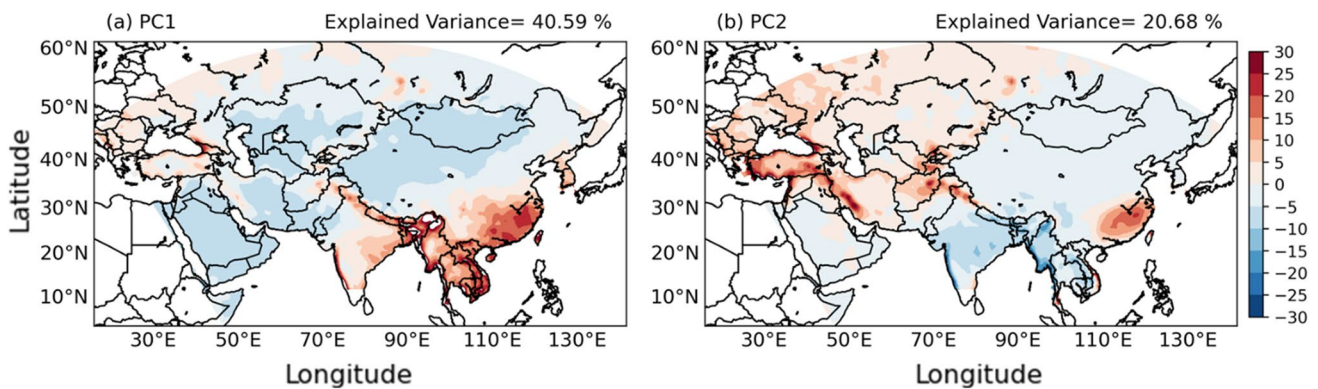 (a) PC1 Explained Variance= 40.59 %
60°N
50°N
40°N
30°N
20°N
10°N
Latitude
30°E 50°E 70°E 90°E 110°E 130°E
Longitude
(b) PC2 Explained Variance= 20.68 %
60°N
50°N
40°N
30°N
20°N
10°N
30°E 50°E 70°E 90°E 110°E 130°E
Longitude
30
25
20
15
10
5
0
−5
−10
−15
−20
−25
−30